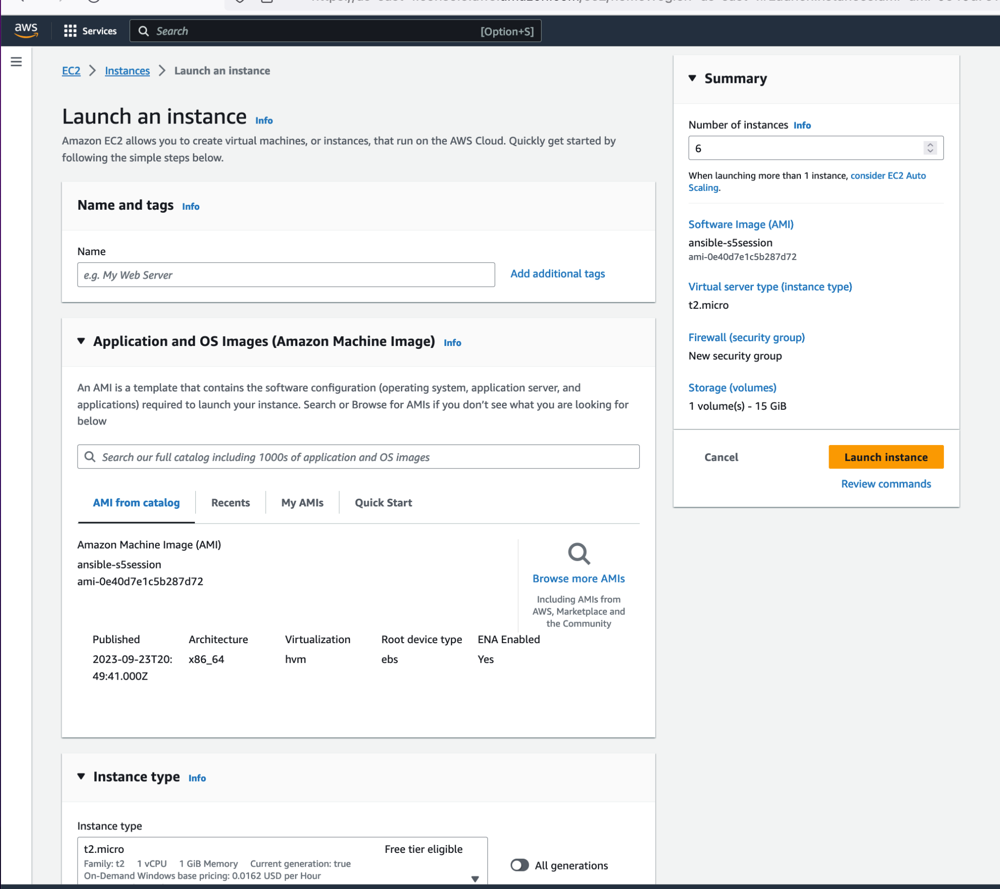 aws
Services
Search
[Option+S]
EC2
Instances
Launch an instance
Launch an instance Info
Amazon EC2 allows you to create virtual machines, or instances, that run on the AWS Cloud. Quickly get started by
following the simple steps below.
Name and tags Info
Name
e.g. My Web Server
Add additional tags
Application and OS Images (Amazon Machine Image) Info
An AMI is a template that contains the software configuration (operating system, application server, and
applications) required to launch your instance. Search or Browse for AMIs if you don’t see what you are looking for
below
Search our full catalog including 1000s of application and OS images
AMI from catalog
Recents
My AMIs
Quick Start
Amazon Machine Image (AMI)
ansible-s5session
ami-0e40d7e1c5b287d72
Browse more AMIs
Including AMIs from
AWS, Marketplace and
the Community
Published
2023-09-23T20:
49:41.000Z
Architecture
x86_64
Virtualization
hvm
Root device type
ebs
ENA Enabled
Yes
Instance type Info
Instance type
t2.micro
Free tier eligible
Family: t2 1 vCPU 1 GiB Memory Current generation: true
On-Demand Windows base pricing: 0.0162 USD per Hour
All generations
Summary
Number of instances Info
6
When launching more than 1 instance, consider EC2 Auto
Scaling.
Software Image (AMI)
ansible-s5session
ami-0e40d7e1c5b287d72
Virtual server type (instance type)
t2.micro
Firewall (security group)
New security group
Storage (volumes)
1 volume(s) - 15 GiB
Cancel
Launch instance
Review commands